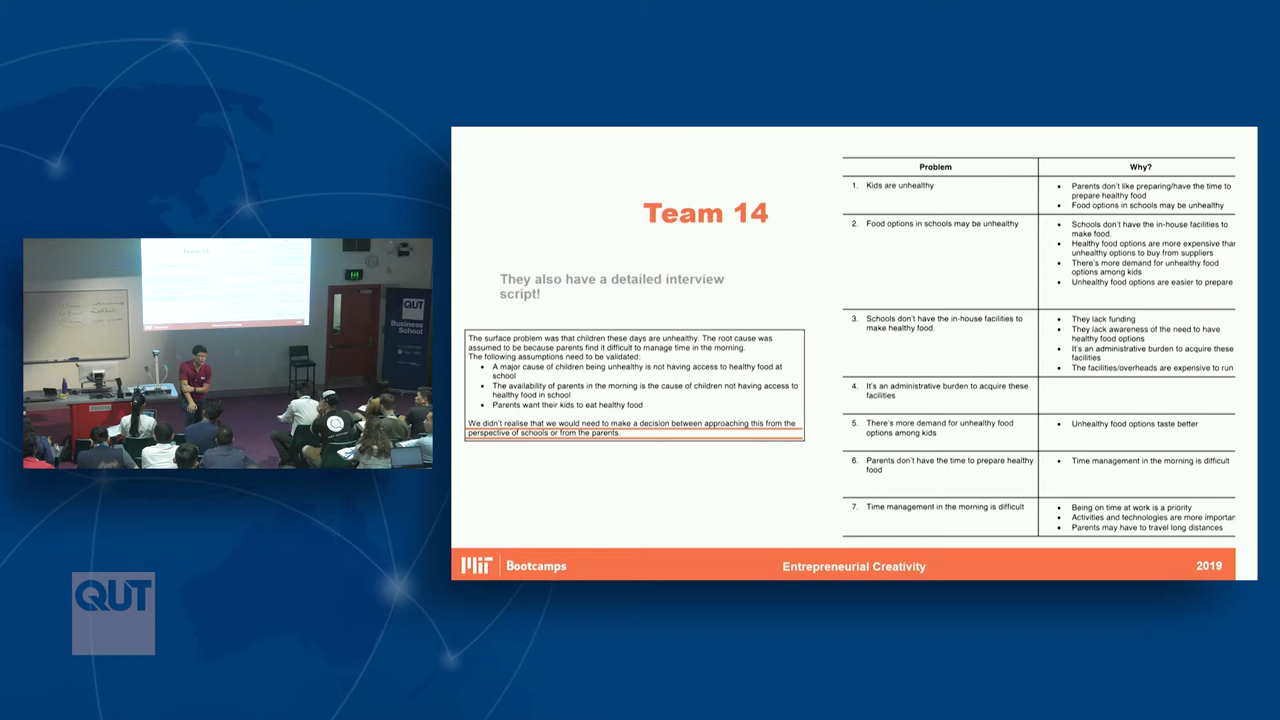 Team 14
They also have a detailed interview
script!
The surface problem was that children these days are unhealthy. The root cause was
assumed to be because parents find it difficult to manage time in the morning.
The following assumptions need to be validated:
• A major cause of children being unhealthy is not having access to healthy food at
school
• The availability of parents in the morning is the cause of children not having access to
healthy food in school
• Parents want their kids to eat healthy food
We didn't realise that we would need to make a decision between approaching this from the
perspective of schools or from the parents.
Problem Why?
1. Kids are unhealthy
• Parents don't like preparing/have the time to
prepare healthy food
• Food options in schools may be unhealthy
2. Food options in schools may be unhealthy
• Schools don't have the in-house facilities to
make food.
• Healthy food options are more expensive than
unhealthy options to buy from suppliers
• There's more demand for unhealthy food
options among kids
• Unhealthy food options are easier to prepare
3. Schools don't have the in-house facilities to
make healthy food.
• They lack funding
• They lack awareness of the need to have
healthy food options
• It's an administrative burden to acquire these
facilities
• The facilities/overheads are expensive to run
4. It's an administrative burden to acquire these
facilities
5. There's more demand for unhealthy food
options among kids
• Unhealthy food options taste better
6. Parents don't have the time to prepare healthy
food
• Time management in the morning is difficult
7. Time management in the morning is difficult
• Being on time at work is a priority
• Activities and technologies are more importan
• Parents may have to travel long distances
MIT Bootcamps
Entrepreneurial Creativity
2019
Team 14
QUT
Business
School
QUT